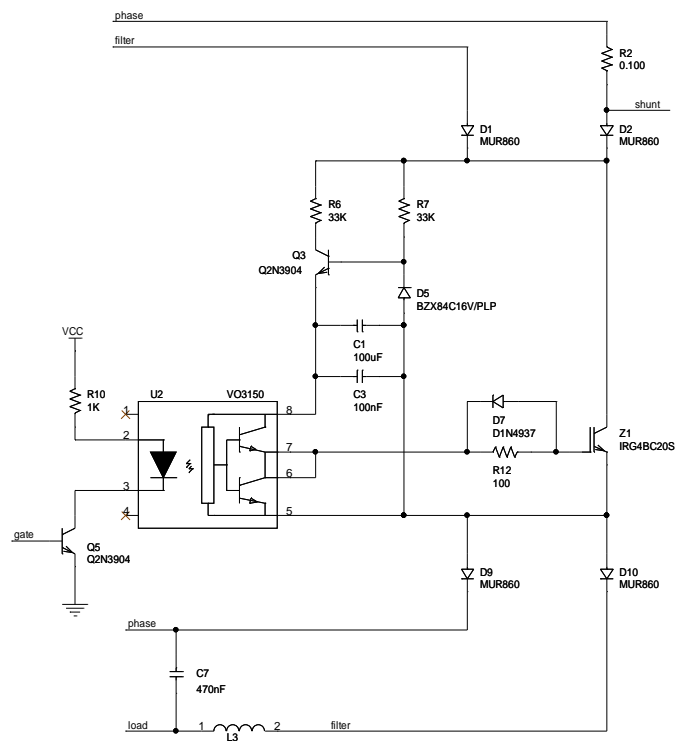 phase
filter
R2
0.100
shunt
D1
MUR860
D2
MUR860
R6
33K
R7
33K
Q3
Q2N3904
D5
BZX84C16V/PLP
VCC
C1
100uF
R10
1K
U2
VO3150
C3
100nF
1
8
D7
D1N4937
Z1
IRG4BC20S
2
7
R12
100
3
6
4
5
gate
Q5
Q2N3904
D9
MUR860
D10
MUR860
phase
C7
470nF
load
1
2
filter
L3